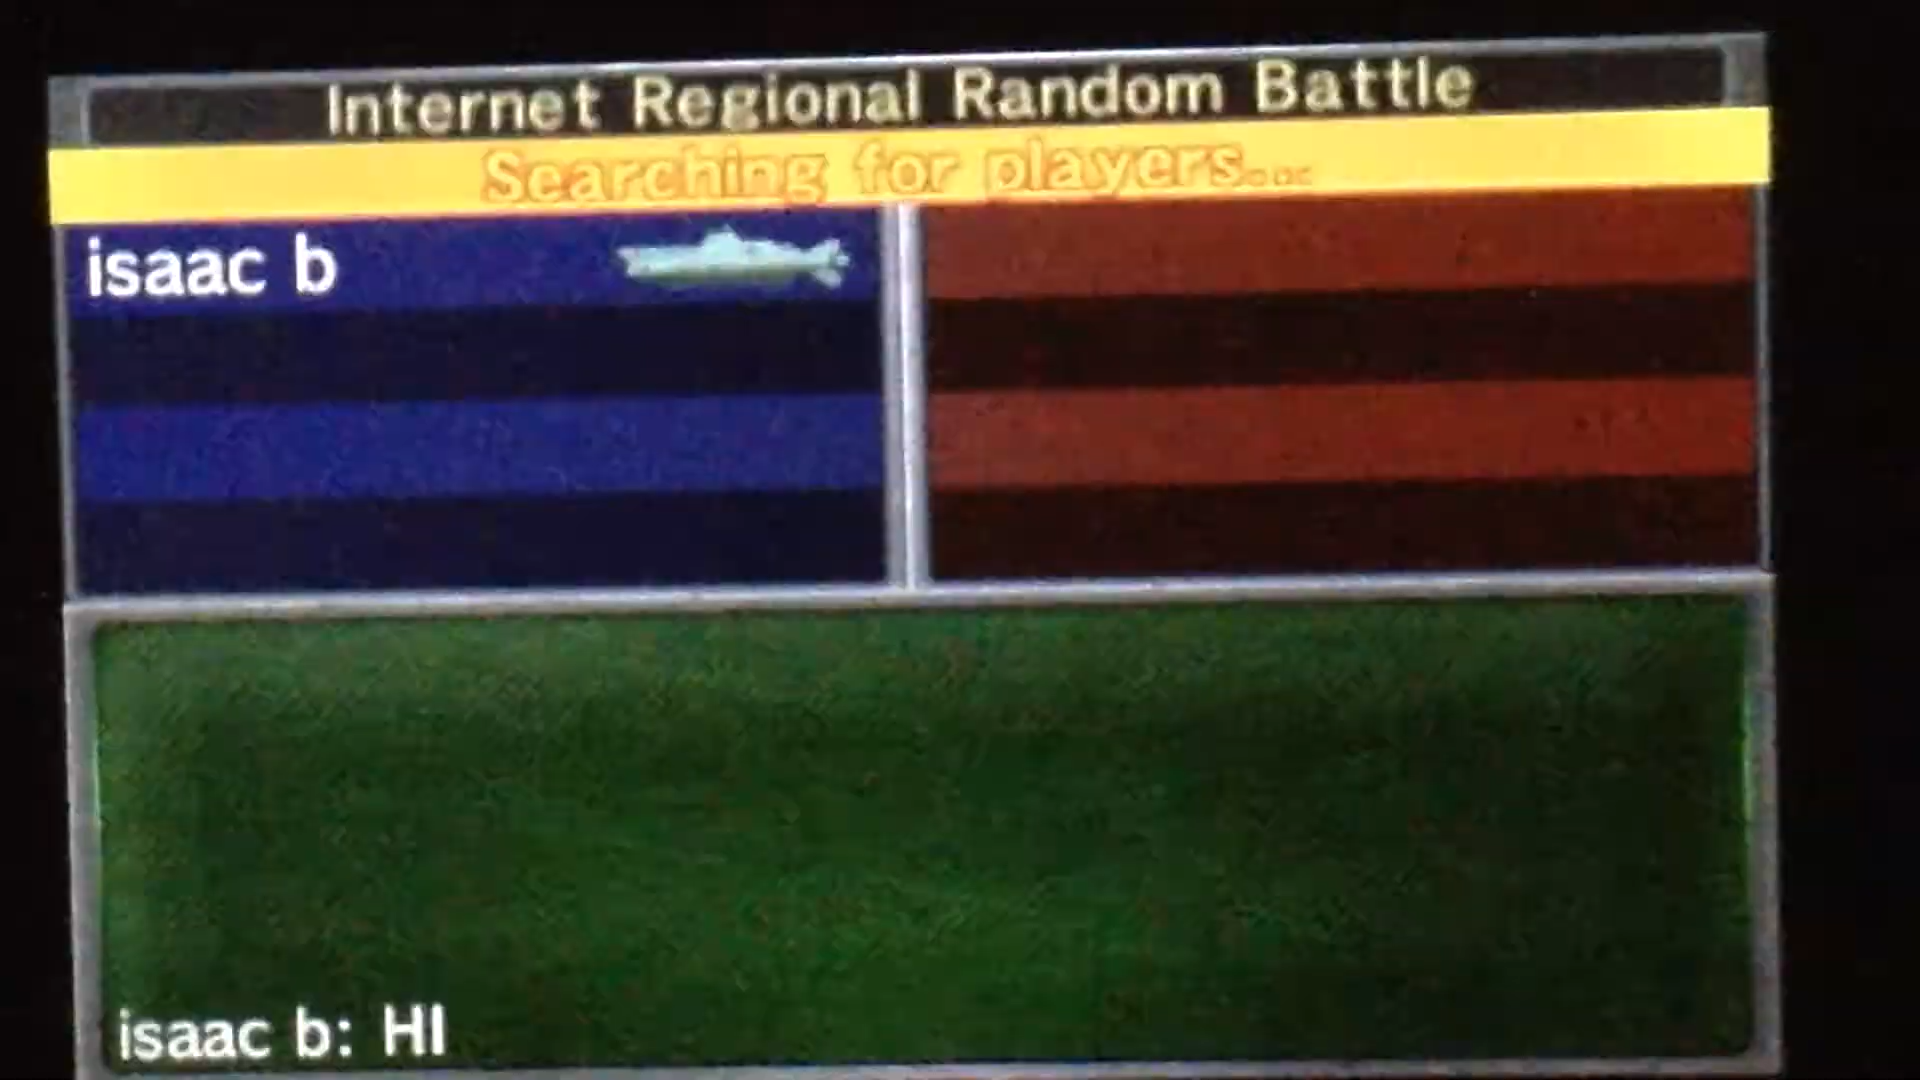 Internet Regional Random Battle
Searching for players...
isaac b
isaac b: HI